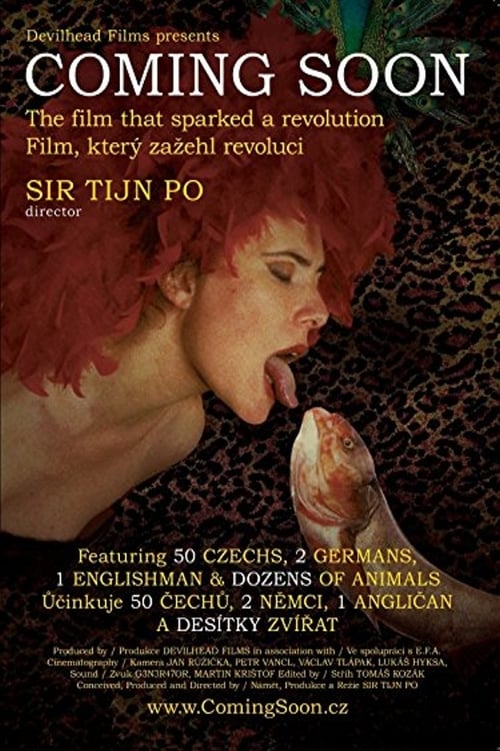 Devilhead Films presents
COMING SOON
The film that sparked a revolution
Film, který zažehl revoluci
SIR TIJN PO
director
Featuring 50 CZECHS, 2 GERMANS,
1 ENGLISHMAN & DOZENS OF ANIMALS
Účinkuje 50 ČECHŮ, 2 NĚMCI, 1 ANGLIČAN
A DESÍTKY ZVÍŘAT
Produced by / Produkce DEVILHEAD FILMS in association with / Ve spolupráci s E.F.A.
Cinematography / Kamera JAN RŮŽIČKA, PETR VANCL, VÁCLAV TLAPÁK, LUKÁŠ HYKSA,
Sound / Zvuk G3N3R470R, MARTIN KRIŠTOF Edited by / Střih TOMÁŠ KOZÁK
Conceived, Produced and Directed by / Námět, Produkce a Režie SIR TIJN PO
www.ComingSoon.cz